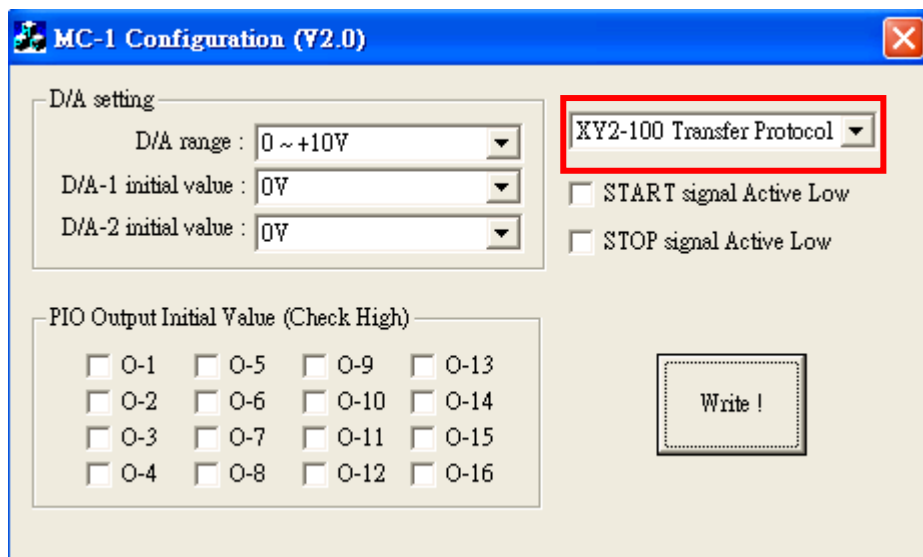 MC-1 Configuration (V2.0)
D/A setting
D/A range : 0 ~ +10V
D/A-1 initial value : 0V
D/A-2 initial value : 0V
XY2-100 Transfer Protocol
START signal Active Low
STOP signal Active Low
PIO Output Initial Value (Check High)
O-1 O-5 O-9 O-13
O-2 O-6 O-10 O-14
O-3 O-7 O-11 O-15
O-4 O-8 O-12 O-16
Write !